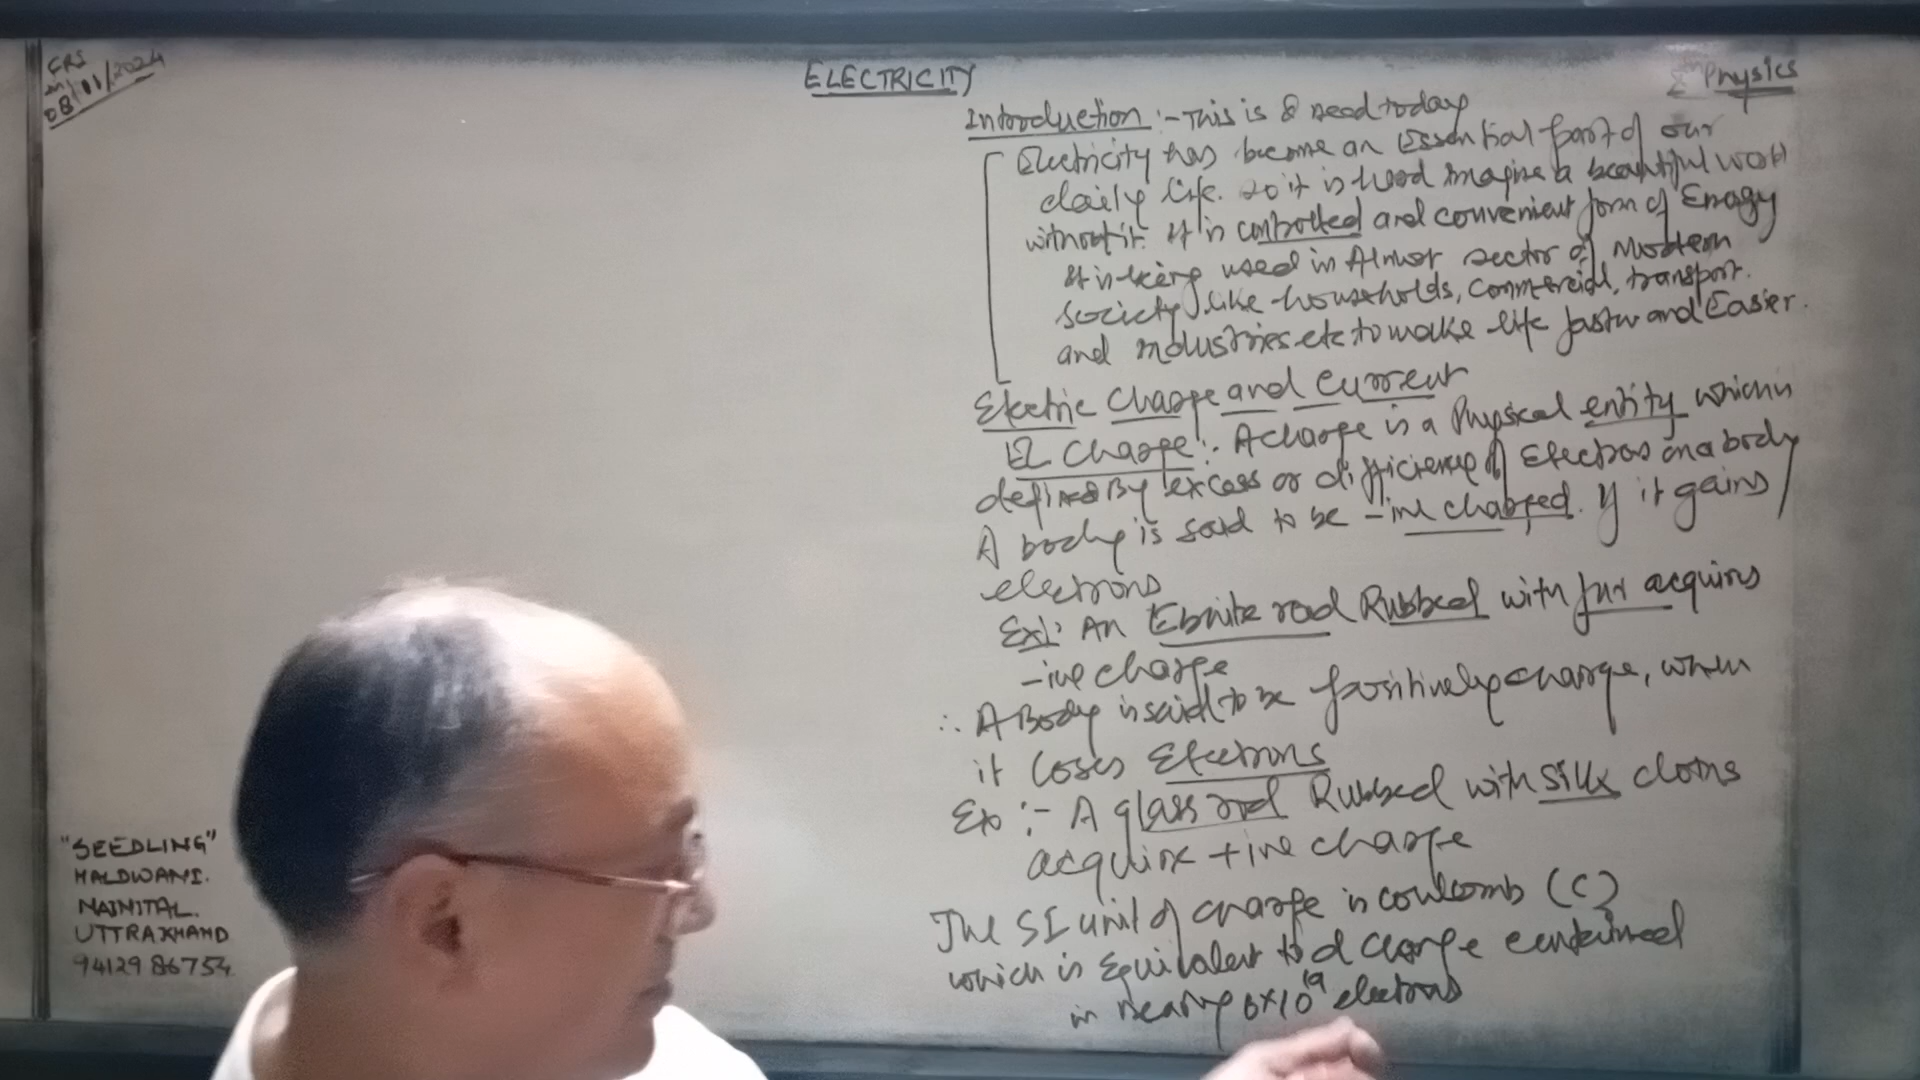 CRS
08/11/2024
ELECTRICITY
Physics
Introduction :- This is & need today
Electricity has become an Essential part of our
daily life. so it is hard imagine a beautiful world
without it. It is controlled and convenient form of Energy
It is being used in Almost sector of Modern
society, like households, commercial, transport.
and industries etc to make life faster and Easier.
Electric Charge and Current
El Charge :. A charge is a Physical entity which is
defined By excess or difficiency of Electrons on a body
A body is said to be -ive charged. If it gains
electrons
Ex1: An Ebnite rod Rubbed with fur acquires
-ive charge
∴ A Body is said to be positively charge, when
it loses Electrons
Ex :- A glass rod Rubbed with silk cloths
acquire +ive charge
The SI unit of charge is coulomb (C)
which is Equivalent to d charge contained
in nearly 6×10¹⁹ electrons
"SEEDLING"
HALDWANI.
NAINITAL.
UTTRAKHAND
9412986754